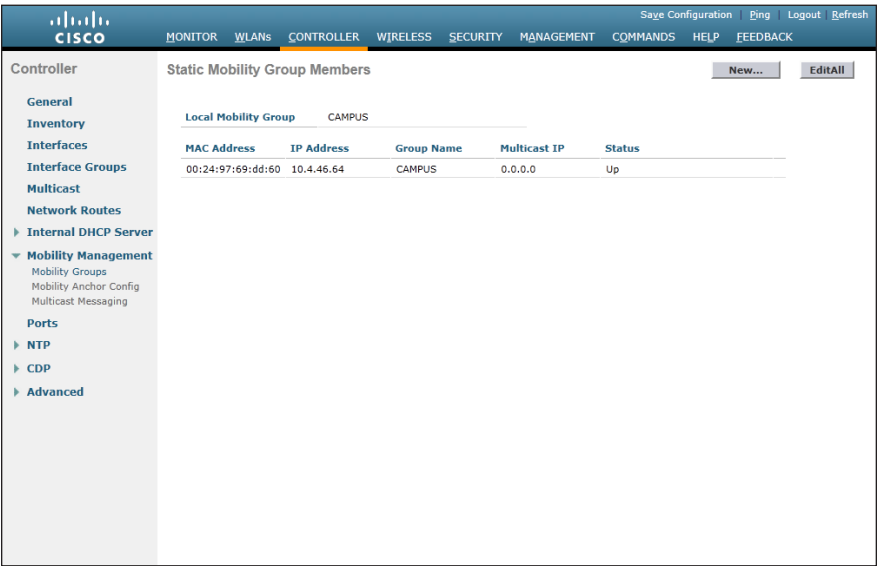 Save Configuration | Ping | Logout | Refresh
CISCO
MONITOR WLANs CONTROLLER WIRELESS SECURITY MANAGEMENT COMMANDS HELP FEEDBACK
Controller
General
Inventory
Interfaces
Interface Groups
Multicast
Network Routes
Internal DHCP Server
Mobility Management
Mobility Groups
Mobility Anchor Config
Multicast Messaging
Ports
NTP
CDP
Advanced
Static Mobility Group Members
New...
EditAll
Local Mobility Group CAMPUS
MAC Address IP Address Group Name Multicast IP Status
00:24:97:69:dd:60 10.4.46.64 CAMPUS 0.0.0.0 Up